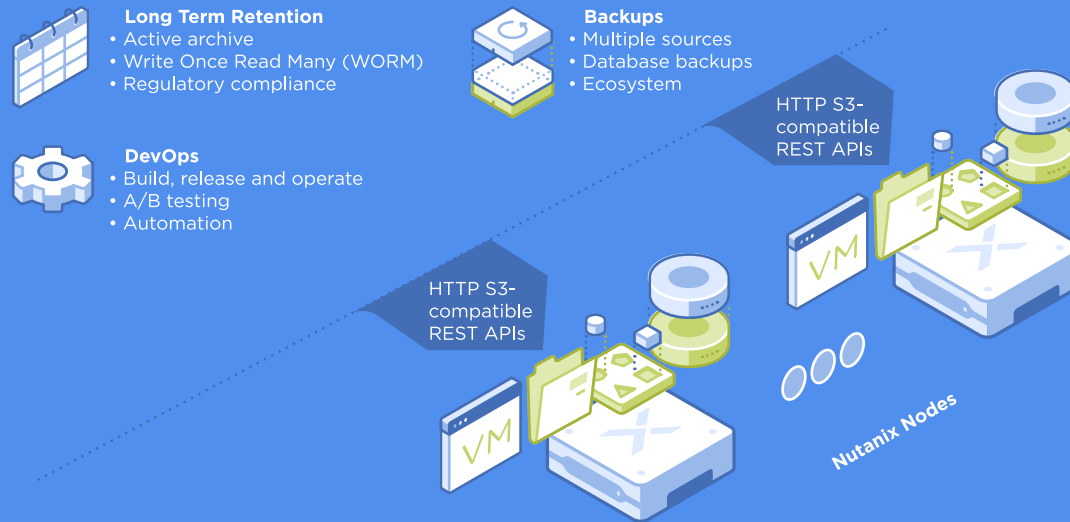 Long Term Retention
• Active archive
• Write Once Read Many (WORM)
• Regulatory compliance
Backups
• Multiple sources
• Database backups
• Ecosystem
DevOps
• Build, release and operate
• A/B testing
• Automation
HTTP S3-
compatible
REST APIs
VM
HTTP S3-
compatible
REST APIs
VM
Nutanix Nodes